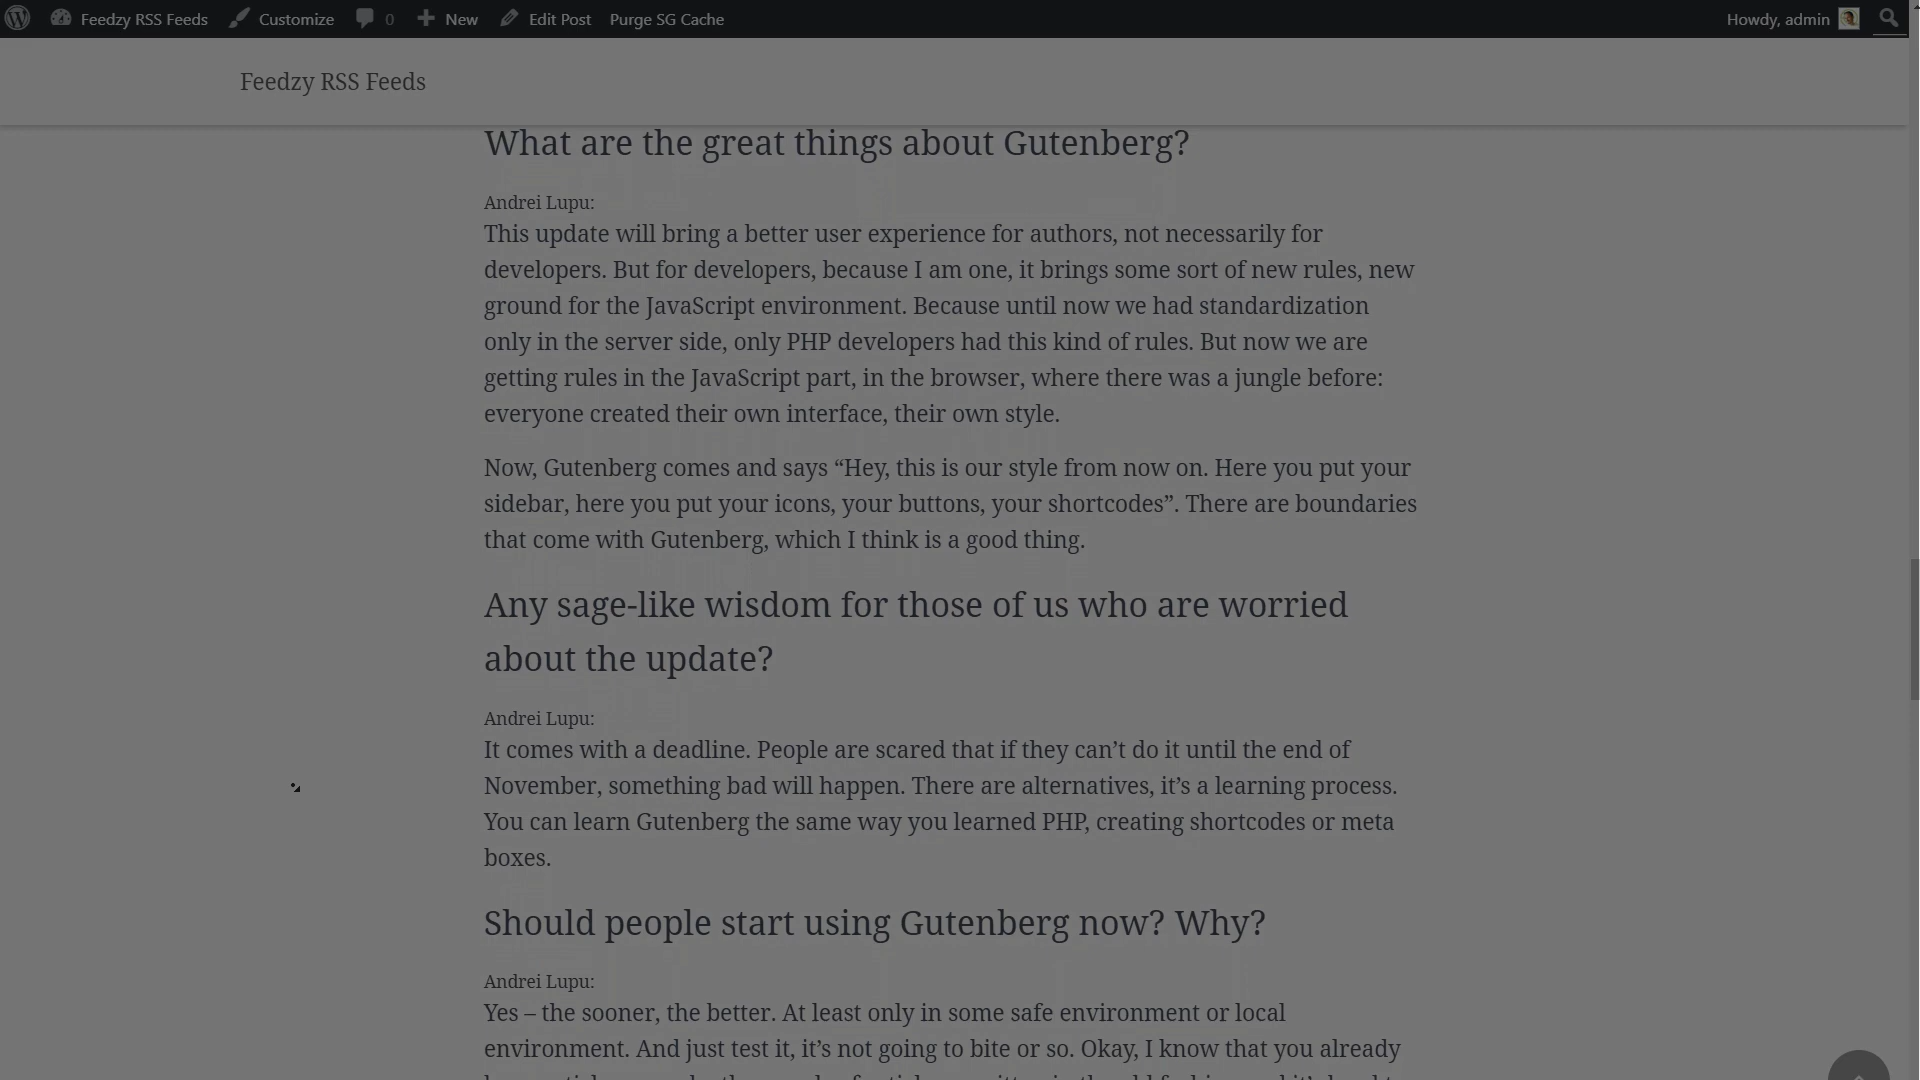 Feedzy RSS Feeds Customize 0 New Edit Post Purge SG Cache Howdy, admin
Feedzy RSS Feeds
What are the great things about Gutenberg?
Andrei Lupu:
This update will bring a better user experience for authors, not necessarily for
developers. But for developers, because I am one, it brings some sort of new rules, new
ground for the JavaScript environment. Because until now we had standardization
only in the server side, only PHP developers had this kind of rules. But now we are
getting rules in the JavaScript part, in the browser, where there was a jungle before:
everyone created their own interface, their own style.
Now, Gutenberg comes and says “Hey, this is our style from now on. Here you put your
sidebar, here you put your icons, your buttons, your shortcodes”. There are boundaries
that come with Gutenberg, which I think is a good thing.
Any sage-like wisdom for those of us who are worried
about the update?
Andrei Lupu:
It comes with a deadline. People are scared that if they can’t do it until the end of
November, something bad will happen. There are alternatives, it’s a learning process.
You can learn Gutenberg the same way you learned PHP, creating shortcodes or meta
boxes.
Should people start using Gutenberg now? Why?
Andrei Lupu:
Yes – the sooner, the better. At least only in some safe environment or local
environment. And just test it, it’s not going to bite or so. Okay, I know that you already